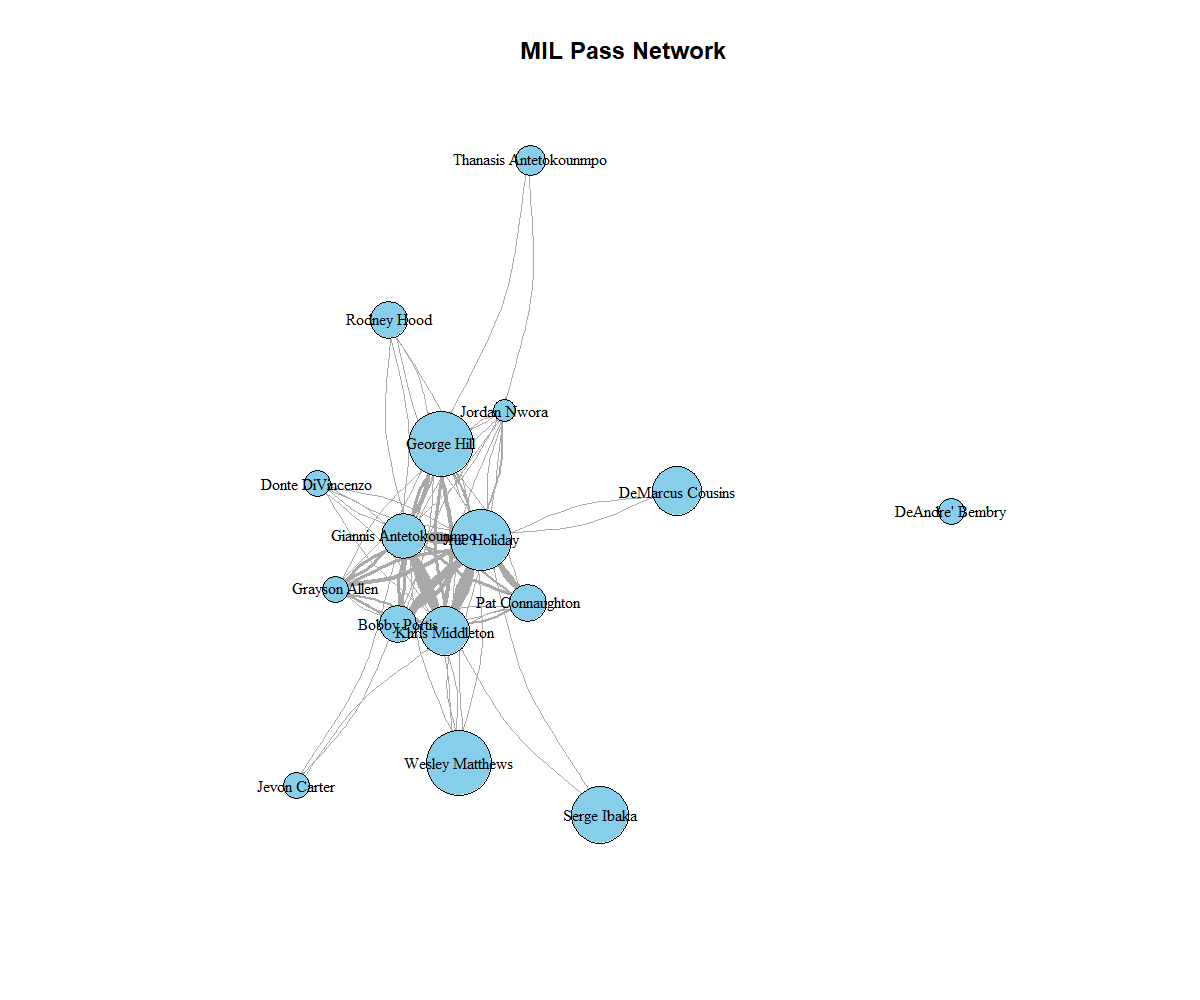 MIL Pass Network
Thanasis Antetokounmpo
Rodney Hood
Jordan Nwora
George Hill
Donte DiVincenzo
DeMarcus Cousins
DeAndre' Bembry
Giannis Antetokounmpo
Jrue Holiday
Grayson Allen
Pat Connaughton
Bobby Portis
Khris Middleton
Wesley Matthews
Jevon Carter
Serge Ibaka